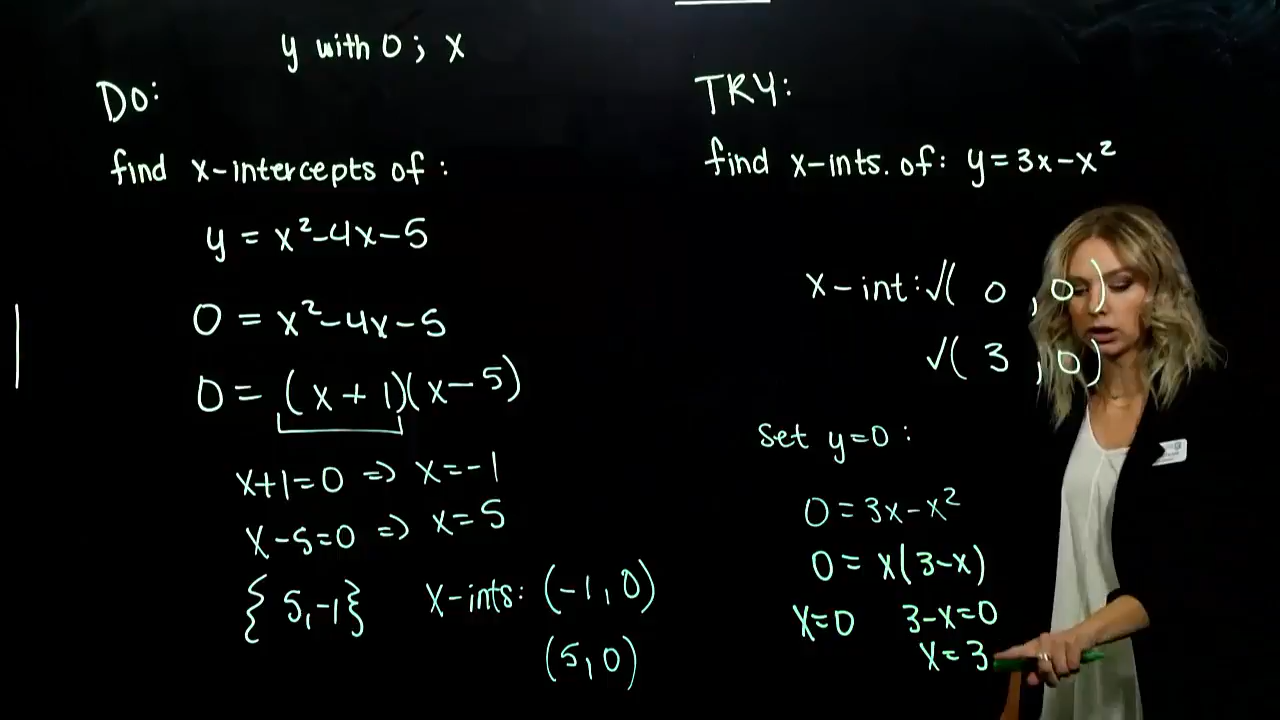 y with 0 ; x
Do:
find x-intercepts of :
y = x²-4x-5
0 = x²-4x-5
0 = (x + 1)(x - 5)
x+1=0 => x=-1
x-5=0 => x=5
{5,-1} x-ints: (-1, 0)
(5, 0)
TRY:
find x-ints. of: y=3x-x²
x-int: √( 0 , 0)
√( 3 , 0)
Set y=0 :
0 = 3x-x²
0 = x(3-x)
x=0 3-x=0
x=3